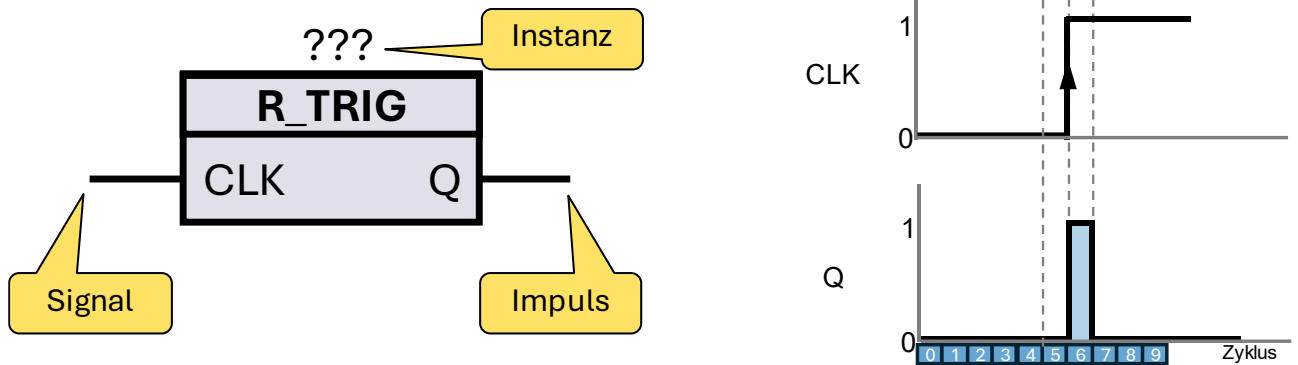 ???
Instanz
R_TRIG
CLK
Q
Signal
Impuls
1
CLK
0
1
Q
0
0 1 2 3 4 5 6 7 8 9
Zyklus